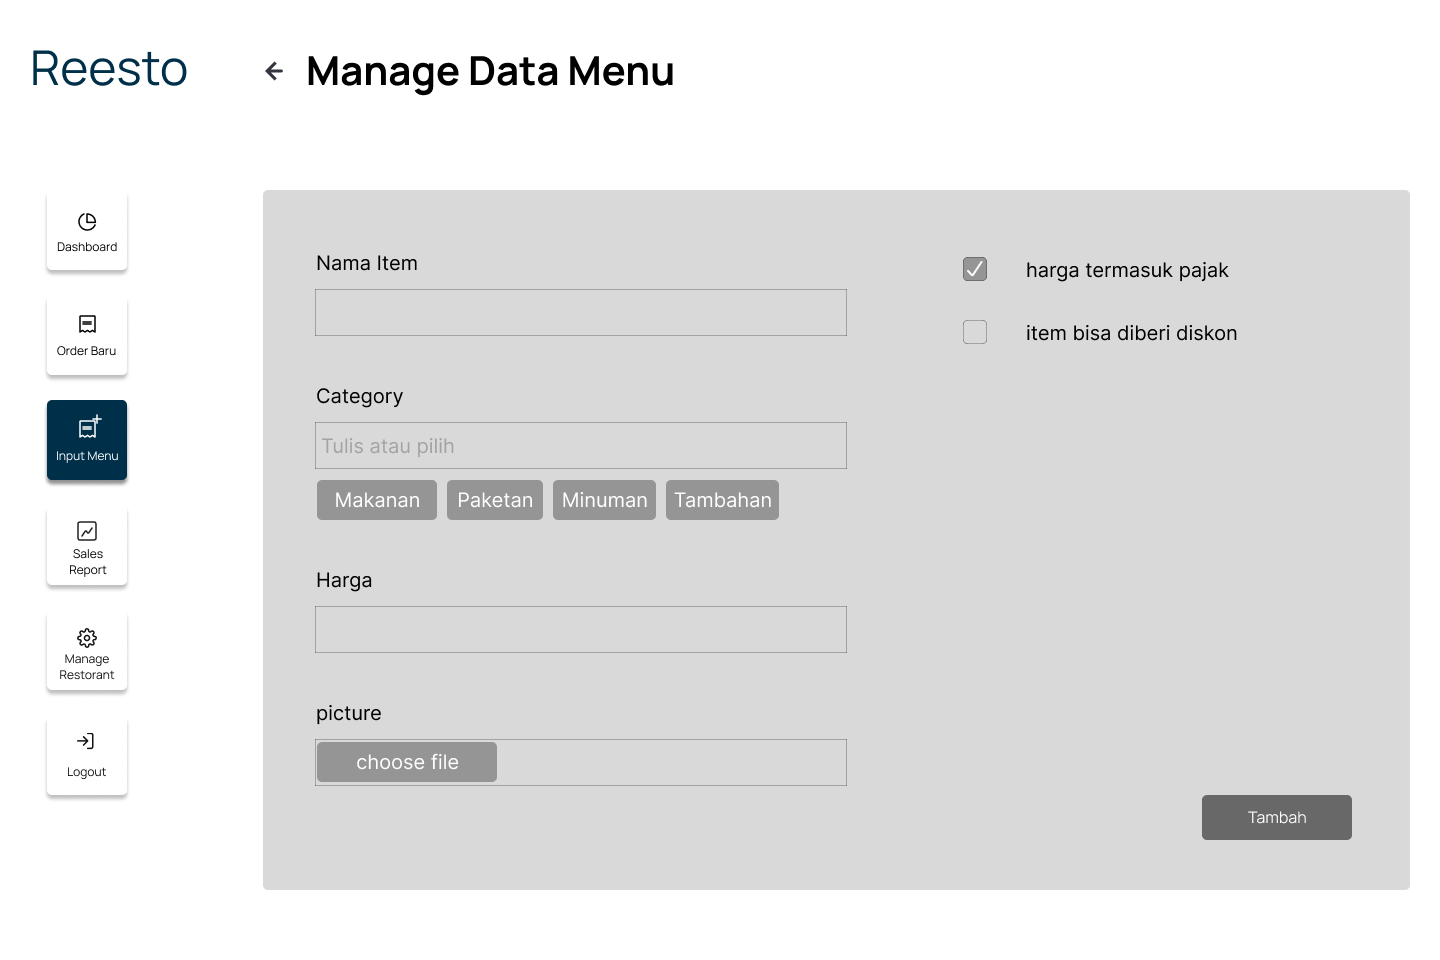 Reesto
Manage Data Menu
Dashboard
Order Baru
Input Menu
Sales
Report
Manage
Restorant
Logout
Nama Item
Category
Tulis atau pilih
Makanan Paketan Minuman Tambahan
Harga
picture
choose file
harga termasuk pajak
item bisa diberi diskon
Tambah